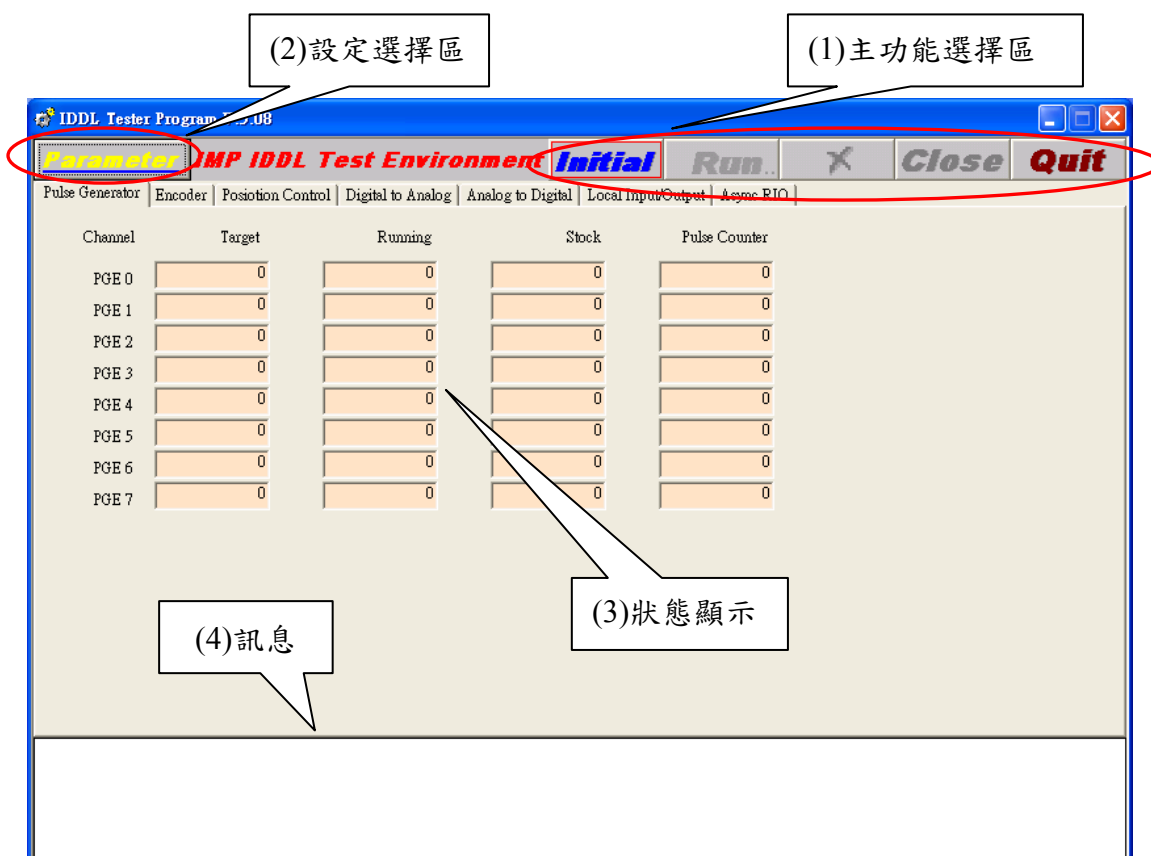 (2)設定選擇區
(1)主功能選擇區
IDDL Tester Program
Parameter IMP IDDL Test Environment Initial Run.. X Close Quit
Pulse Generator Encoder Posiotion Control Digital to Analog Analog to Digital Local Input/Output Async RIO
Channel Target Running Stock Pulse Counter
PGE 0 0 0 0 0
PGE 1 0 0 0 0
PGE 2 0 0 0 0
PGE 3 0 0 0 0
PGE 4 0 0 0 0
PGE 5 0 0 0 0
PGE 6 0 0 0 0
PGE 7 0 0 0 0
(3)狀態顯示
(4)訊息